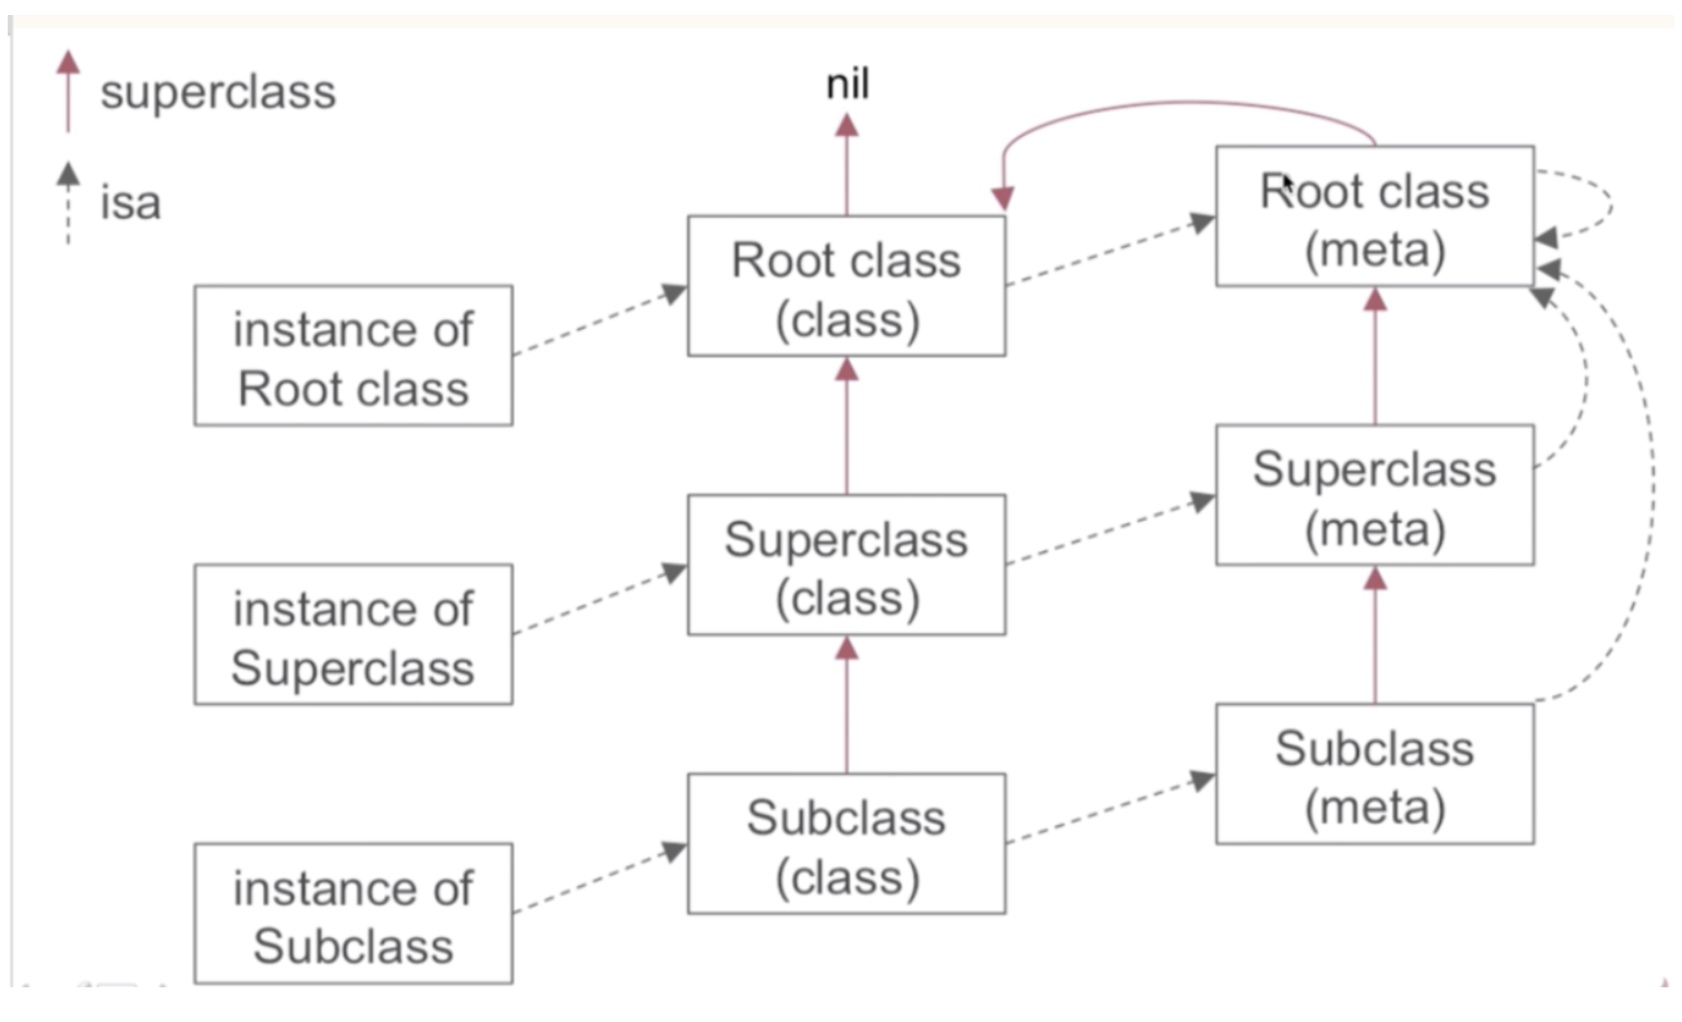 superclass
isa
nil
Root class
(meta)
Root class
(class)
instance of
Root class
Superclass
(meta)
Superclass
(class)
instance of
Superclass
Subclass
(meta)
Subclass
(class)
instance of
Subclass